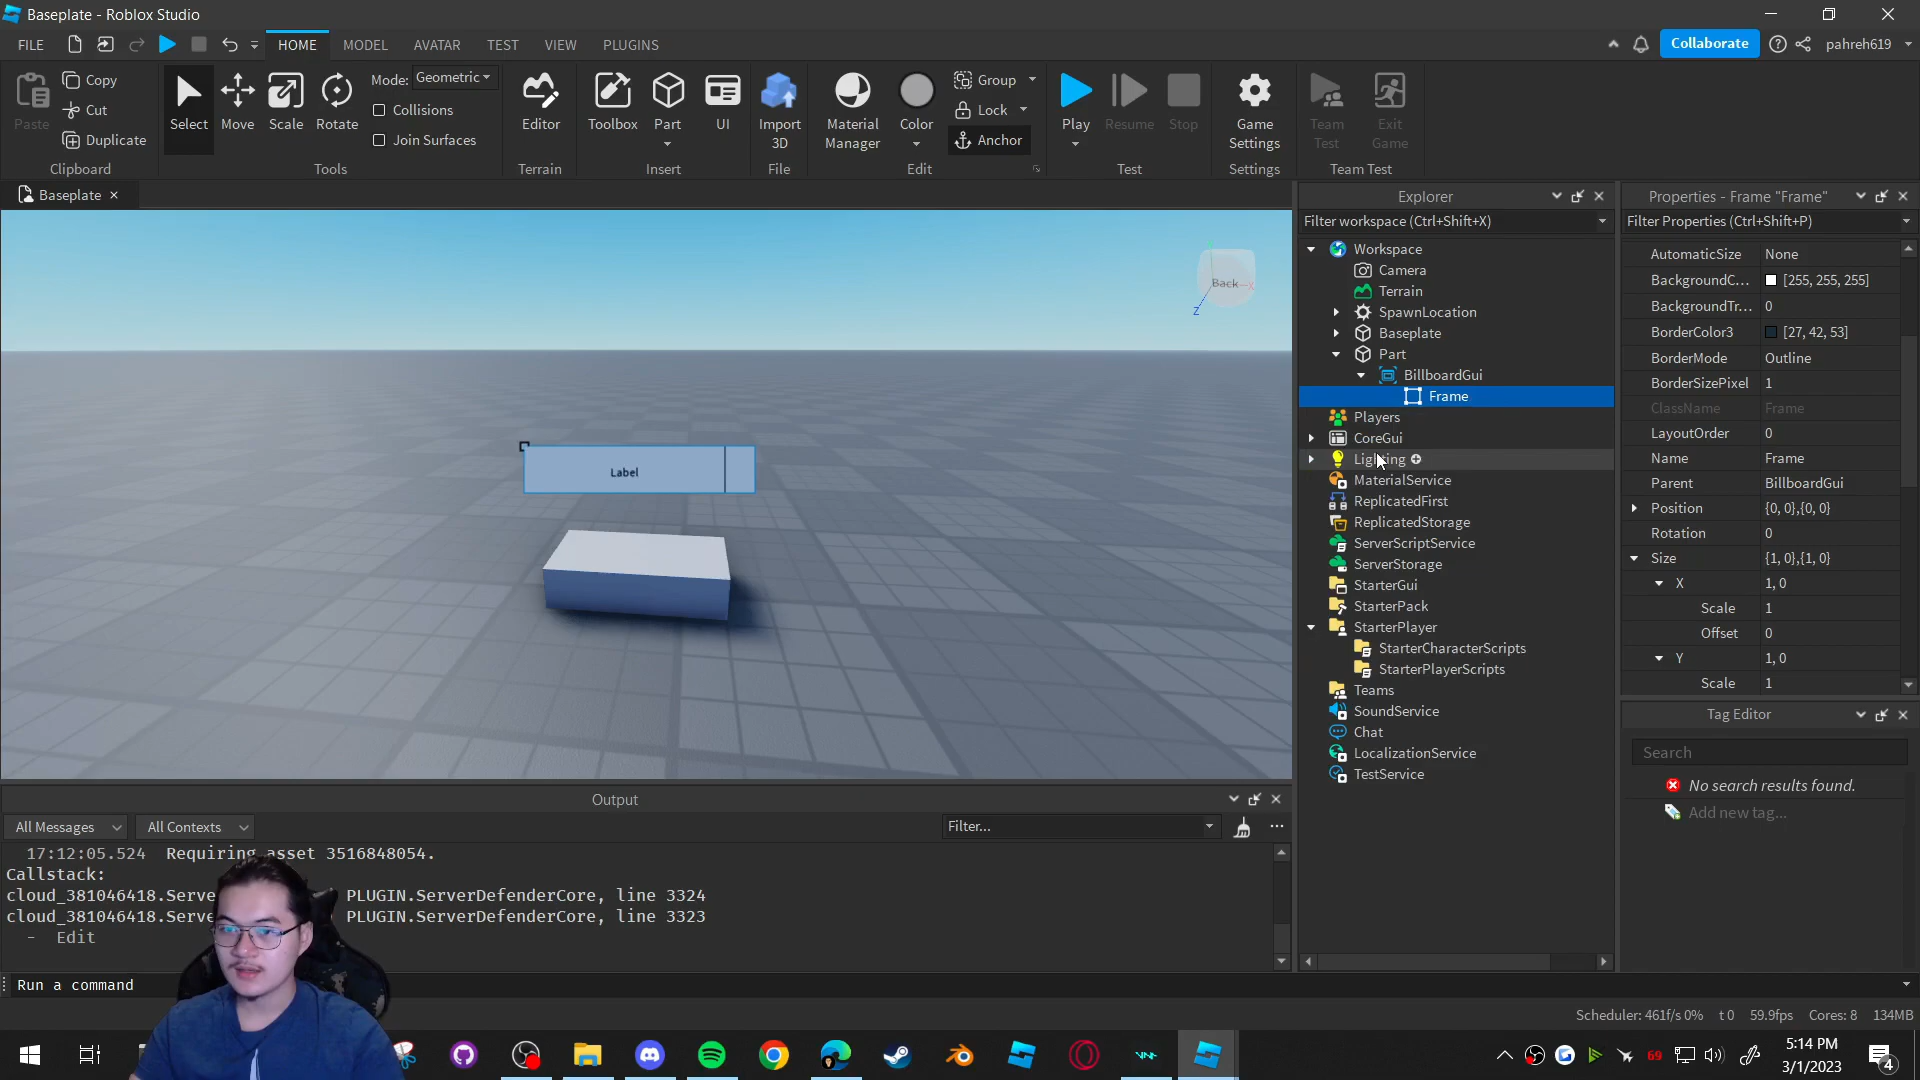 Baseplate - Roblox Studio
FILE HOME MODEL AVATAR TEST VIEW PLUGINS Collaborate pahreh619
Paste Copy Cut Duplicate Clipboard
Select Move Scale Rotate Mode: Geometric Collisions Join Surfaces Tools
Editor Terrain
Toolbox Part UI Insert
Import 3D File
Material Manager Color Group Lock Anchor Edit
Play Resume Stop Test
Game Settings Settings
Team Test Exit Game Team Test
Baseplate
Back
X
Z
Label
Explorer
Filter workspace (Ctrl+Shift+X)
Workspace
Camera
Terrain
SpawnLocation
Baseplate
Part
BillboardGui
Frame
Players
CoreGui
Lighting
MaterialService
ReplicatedFirst
ReplicatedStorage
ServerScriptService
ServerStorage
StarterGui
StarterPack
StarterPlayer
StarterCharacterScripts
StarterPlayerScripts
Teams
SoundService
Chat
LocalizationService
TestService
Properties - Frame "Frame"
Filter Properties (Ctrl+Shift+P)
AutomaticSize None
BackgroundC... [255, 255, 255]
BackgroundTr... 0
BorderColor3 [27, 42, 53]
BorderMode Outline
BorderSizePixel 1
ClassName Frame
LayoutOrder 0
Name Frame
Parent BillboardGui
Position {0, 0},{0, 0}
Rotation 0
Size {1, 0},{1, 0}
X 1, 0
Scale 1
Offset 0
Y 1, 0
Scale 1
Tag Editor
Search
No search results found.
Add new tag...
Output
All Messages All Contexts Filter...
17:12:05.524 Requiring asset 3516848054.
Callstack:
cloud_381046418.Serve PLUGIN.ServerDefenderCore, line 3324
cloud_381046418.Serve PLUGIN.ServerDefenderCore, line 3323
- Edit
Run a command
Scheduler: 461f/s 0% t 0 59.9fps Cores: 8 134MB
69
5:14 PM
3/1/2023
4